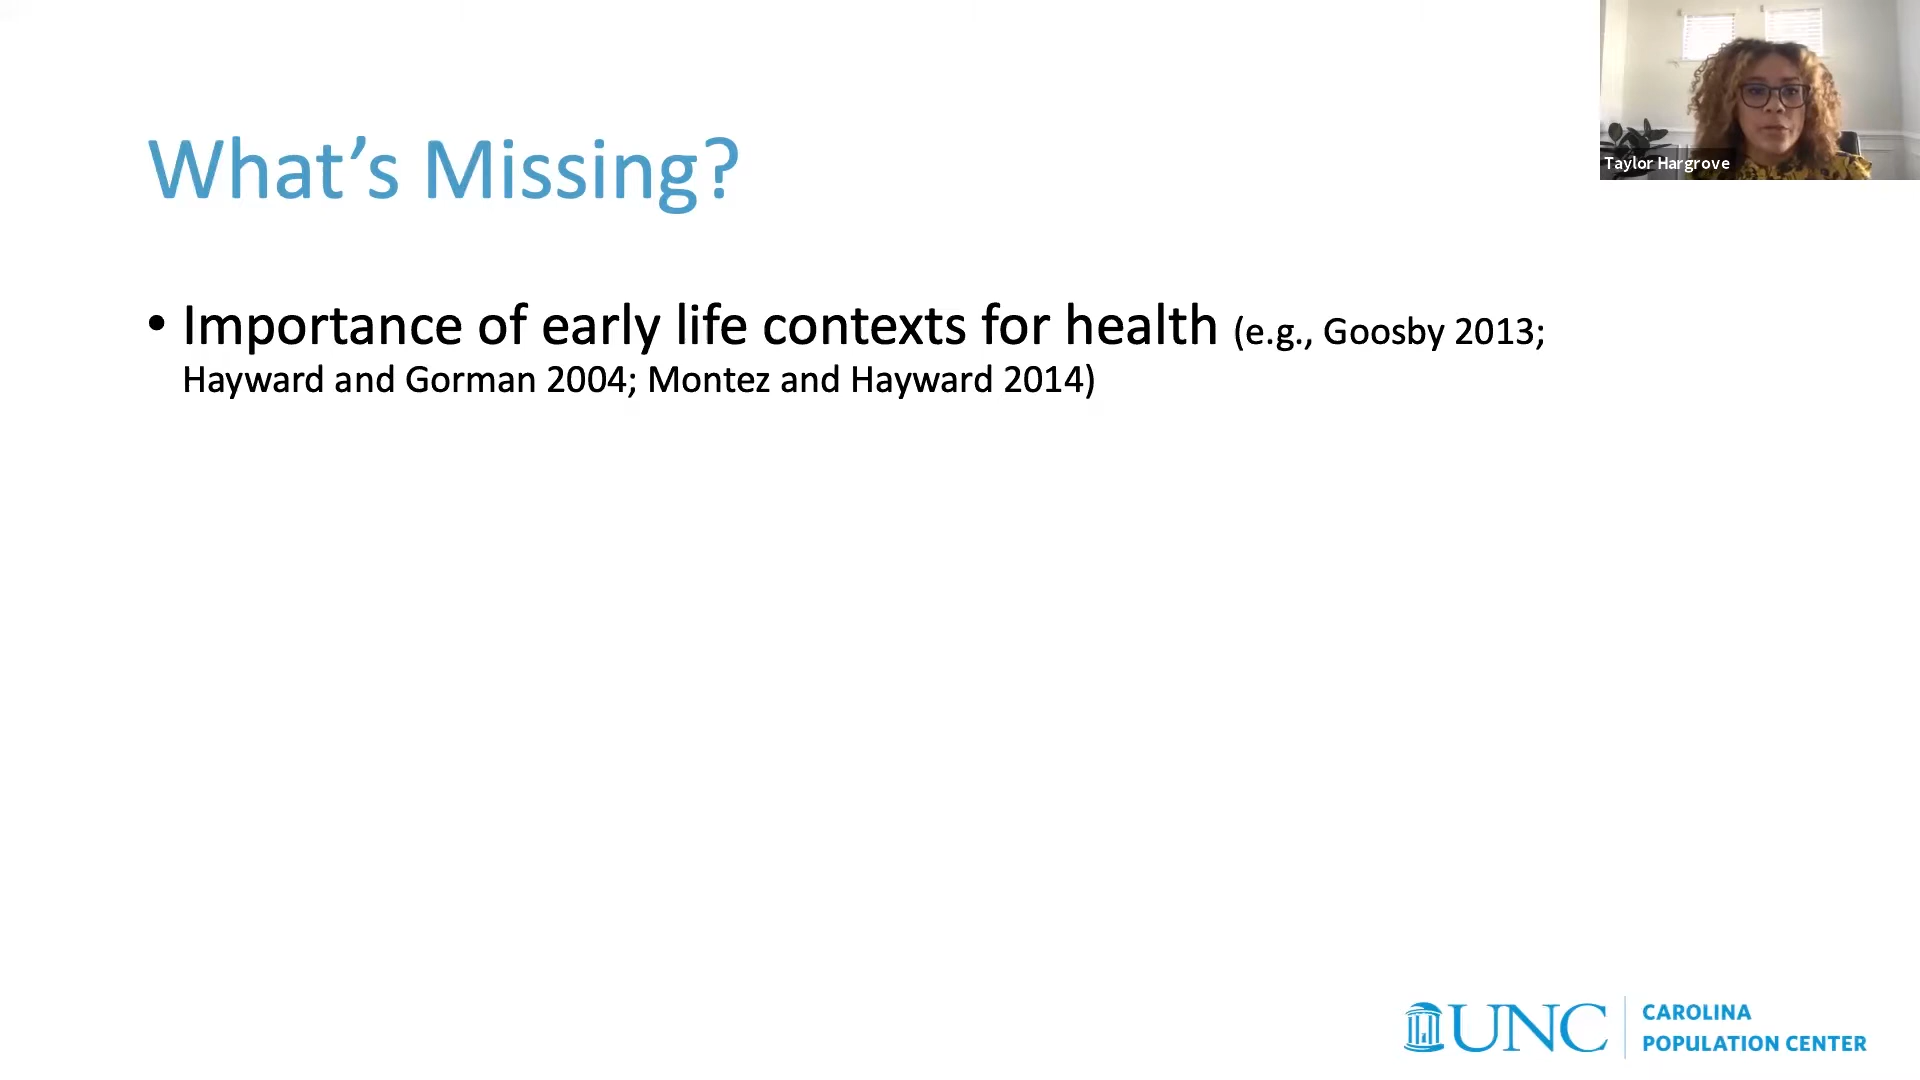 What’s Missing?
• Importance of early life contexts for health (e.g., Goosby 2013;
Hayward and Gorman 2004; Montez and Hayward 2014)
Taylor Hargrove
UNC
CAROLINA
POPULATION CENTER